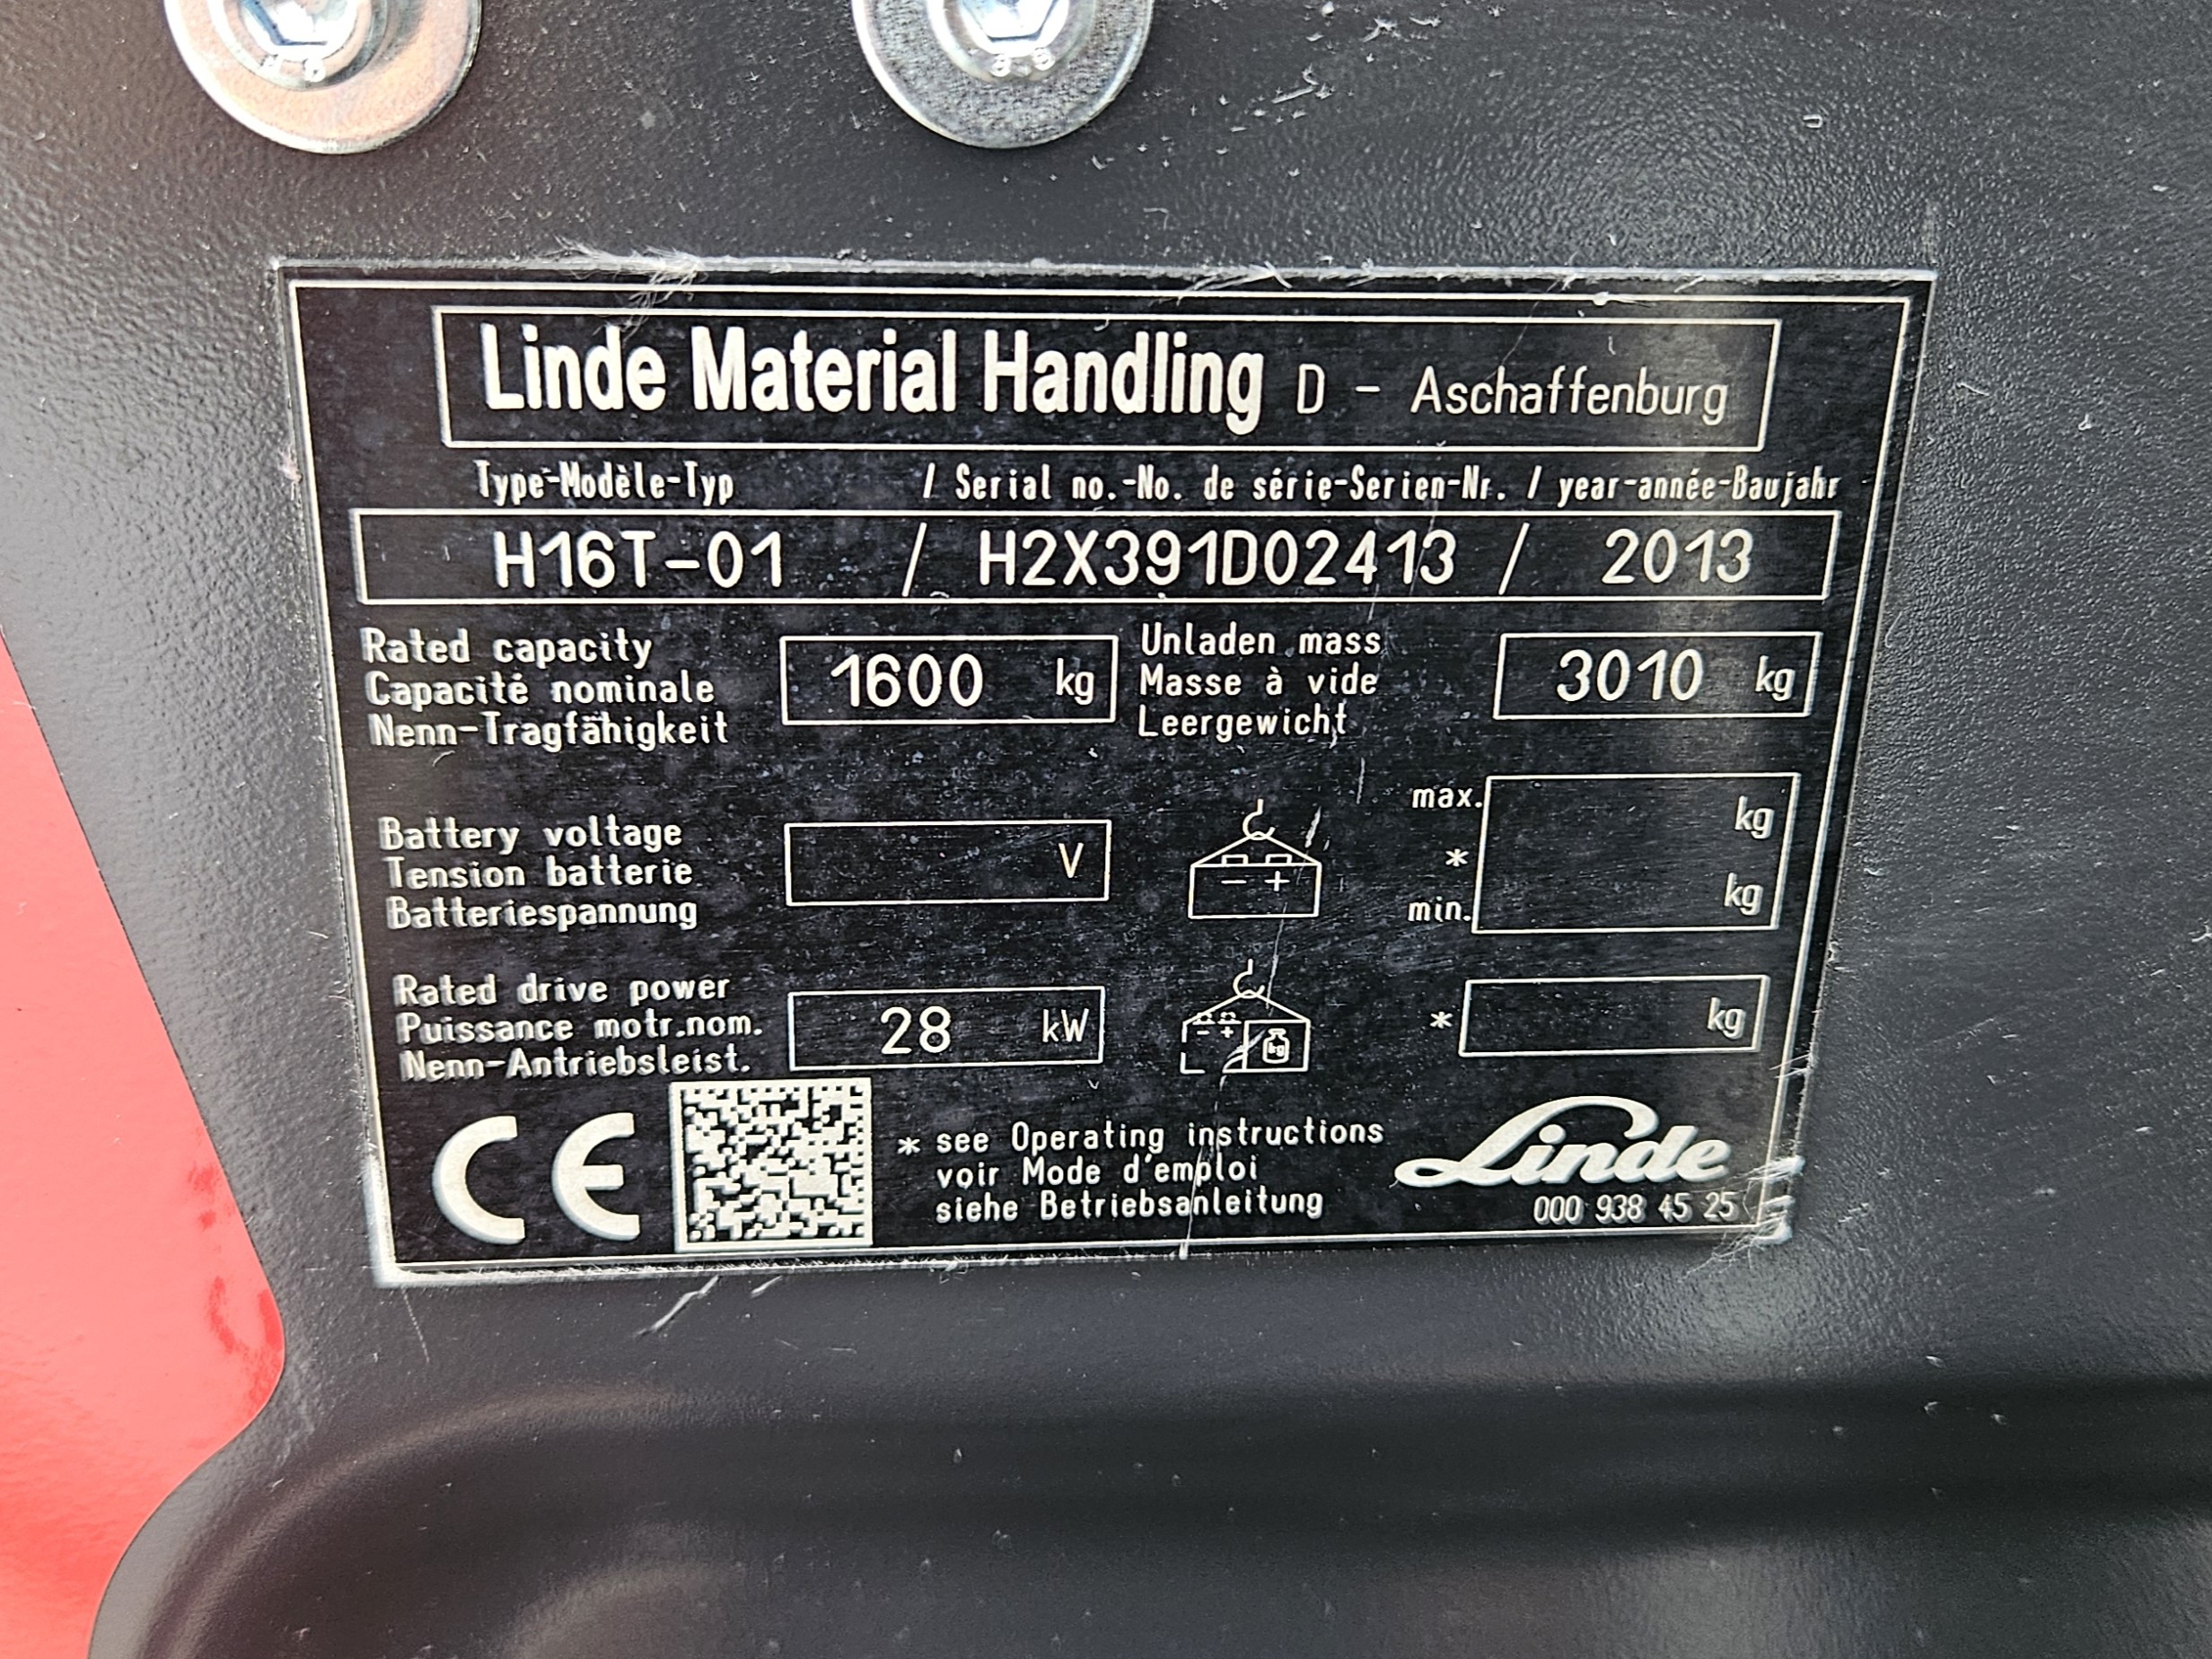 Linde Material Handling D - Aschaffenburg
Type-Modèle-Typ / Serial no.-No. de série-Serien-Nr. / year-année-Baujahr
H16T-01 / H2X391D02413 / 2013
Rated capacity
Capacité nominale
Nenn-Tragfähigkeit
1600 kg
Unladen mass
Masse à vide
Leergewicht
3010 kg
Battery voltage
Tension batterie
Batteriespannung
V
- +
max. kg
*
min. kg
Rated drive power
Puissance motr.nom.
Nenn-Antriebsleist.
28 kW
- + kg
* kg
CE
* see Operating instructions
voir Mode d'emploi
siehe Betriebsanleitung
Linde
000 938 45 25